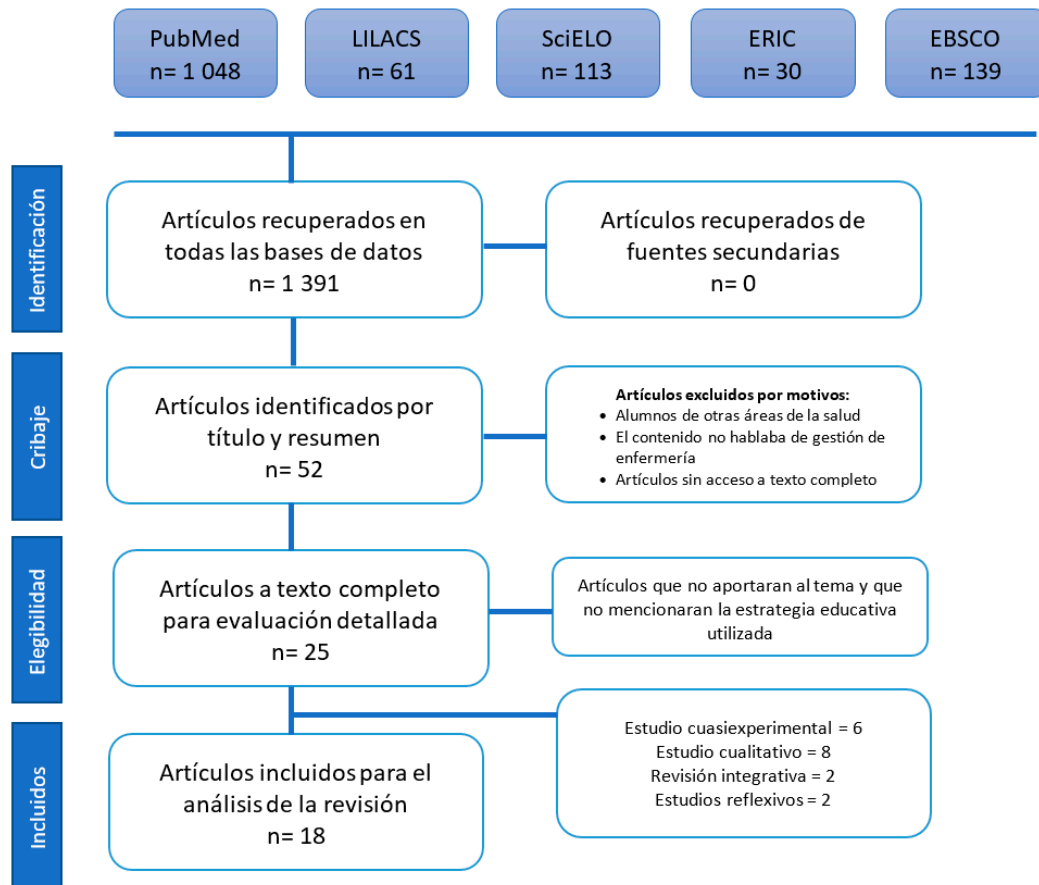 PubMed
n= 1 048
LILACS
n= 61
SciELO
n= 113
ERIC
n= 30
EBSCO
n= 139
Identificación
Artículos recuperados en
todas las bases de datos
n= 1 391
Artículos recuperados de
fuentes secundarias
n= 0
Cribaje
Artículos identificados por
título y resumen
n= 52
Artículos excluidos por motivos:
• Alumnos de otras áreas de la salud
• El contenido no hablaba de gestión de
enfermería
• Artículos sin acceso a texto completo
Elegibilidad
Artículos a texto completo
para evaluación detallada
n= 25
Artículos que no aportaran al tema y que
no mencionaran la estrategia educativa
utilizada
Incluidos
Artículos incluidos para el
análisis de la revisión
n= 18
Estudio cuasiexperimental = 6
Estudio cualitativo = 8
Revisión integrativa = 2
Estudios reflexivos = 2